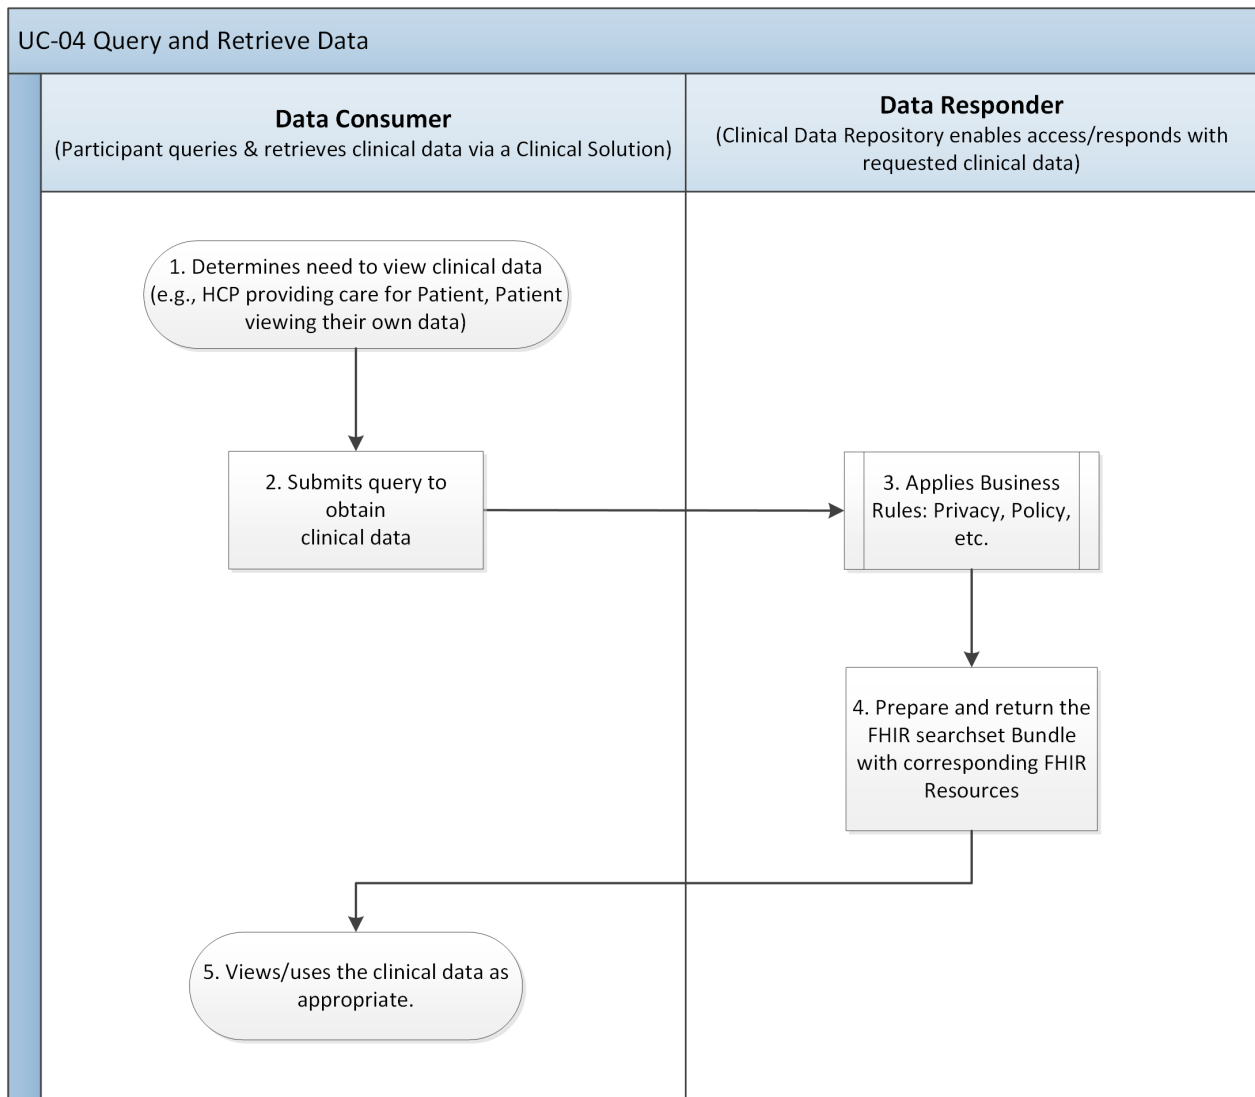 UC-04 Query and Retrieve Data
Data Consumer
(Participant queries & retrieves clinical data via a Clinical Solution)
Data Responder
(Clinical Data Repository enables access/responds with
requested clinical data)
1. Determines need to view clinical data
(e.g., HCP providing care for Patient, Patient
viewing their own data)
2. Submits query to
obtain
clinical data
3. Applies Business
Rules: Privacy, Policy,
etc.
4. Prepare and return the
FHIR searchset Bundle
with corresponding FHIR
Resources
5. Views/uses the clinical data as
appropriate.